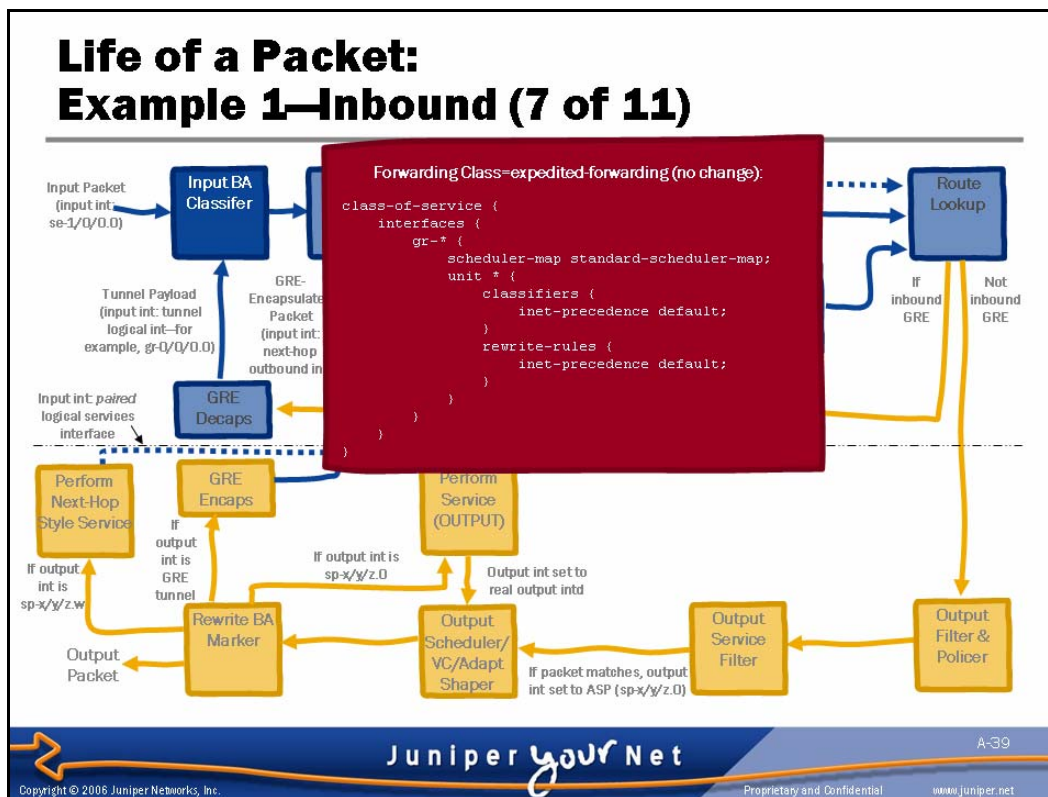 Life of a Packet:
Example 1—Inbound (7 of 11)
Input Packet
(input int:
se-1/0/0.0)
Input BA
Classifer
Forwarding Class=expedited-forwarding (no change):
class-of-service {
interfaces {
gr-* {
scheduler-map standard-scheduler-map;
unit * {
classifiers {
inet-precedence default;
}
rewrite-rules {
inet-precedence default;
}
}
}
}
}
Route
Lookup
Tunnel Payload
(input int: tunnel
logical int—for
example, gr-0/0/0.0)
GRE-
Encapsulate
Packet
(input int:
next-hop
outbound in
If
inbound
GRE
Not
inbound
GRE
GRE
Decaps
Input int: paired
logical services
interface
Perform
Next-Hop
Style Service
GRE
Encaps
Perform
Service
(OUTPUT)
If output
int is
sp-x/y/z.w
If
output
int is
GRE
tunnel
If output int is
sp-x/y/z.0
Output int set to
real output intd
Rewrite BA
Marker
Output
Packet
Output
Scheduler/
VC/Adapt
Shaper
If packet matches, output
int set to ASP (sp-x/y/z.0)
Output
Service
Filter
Output
Filter &
Policer
Juniper your Net
A-39
Copyright © 2006 Juniper Networks, Inc.
Proprietary and Confidential
www.juniper.net